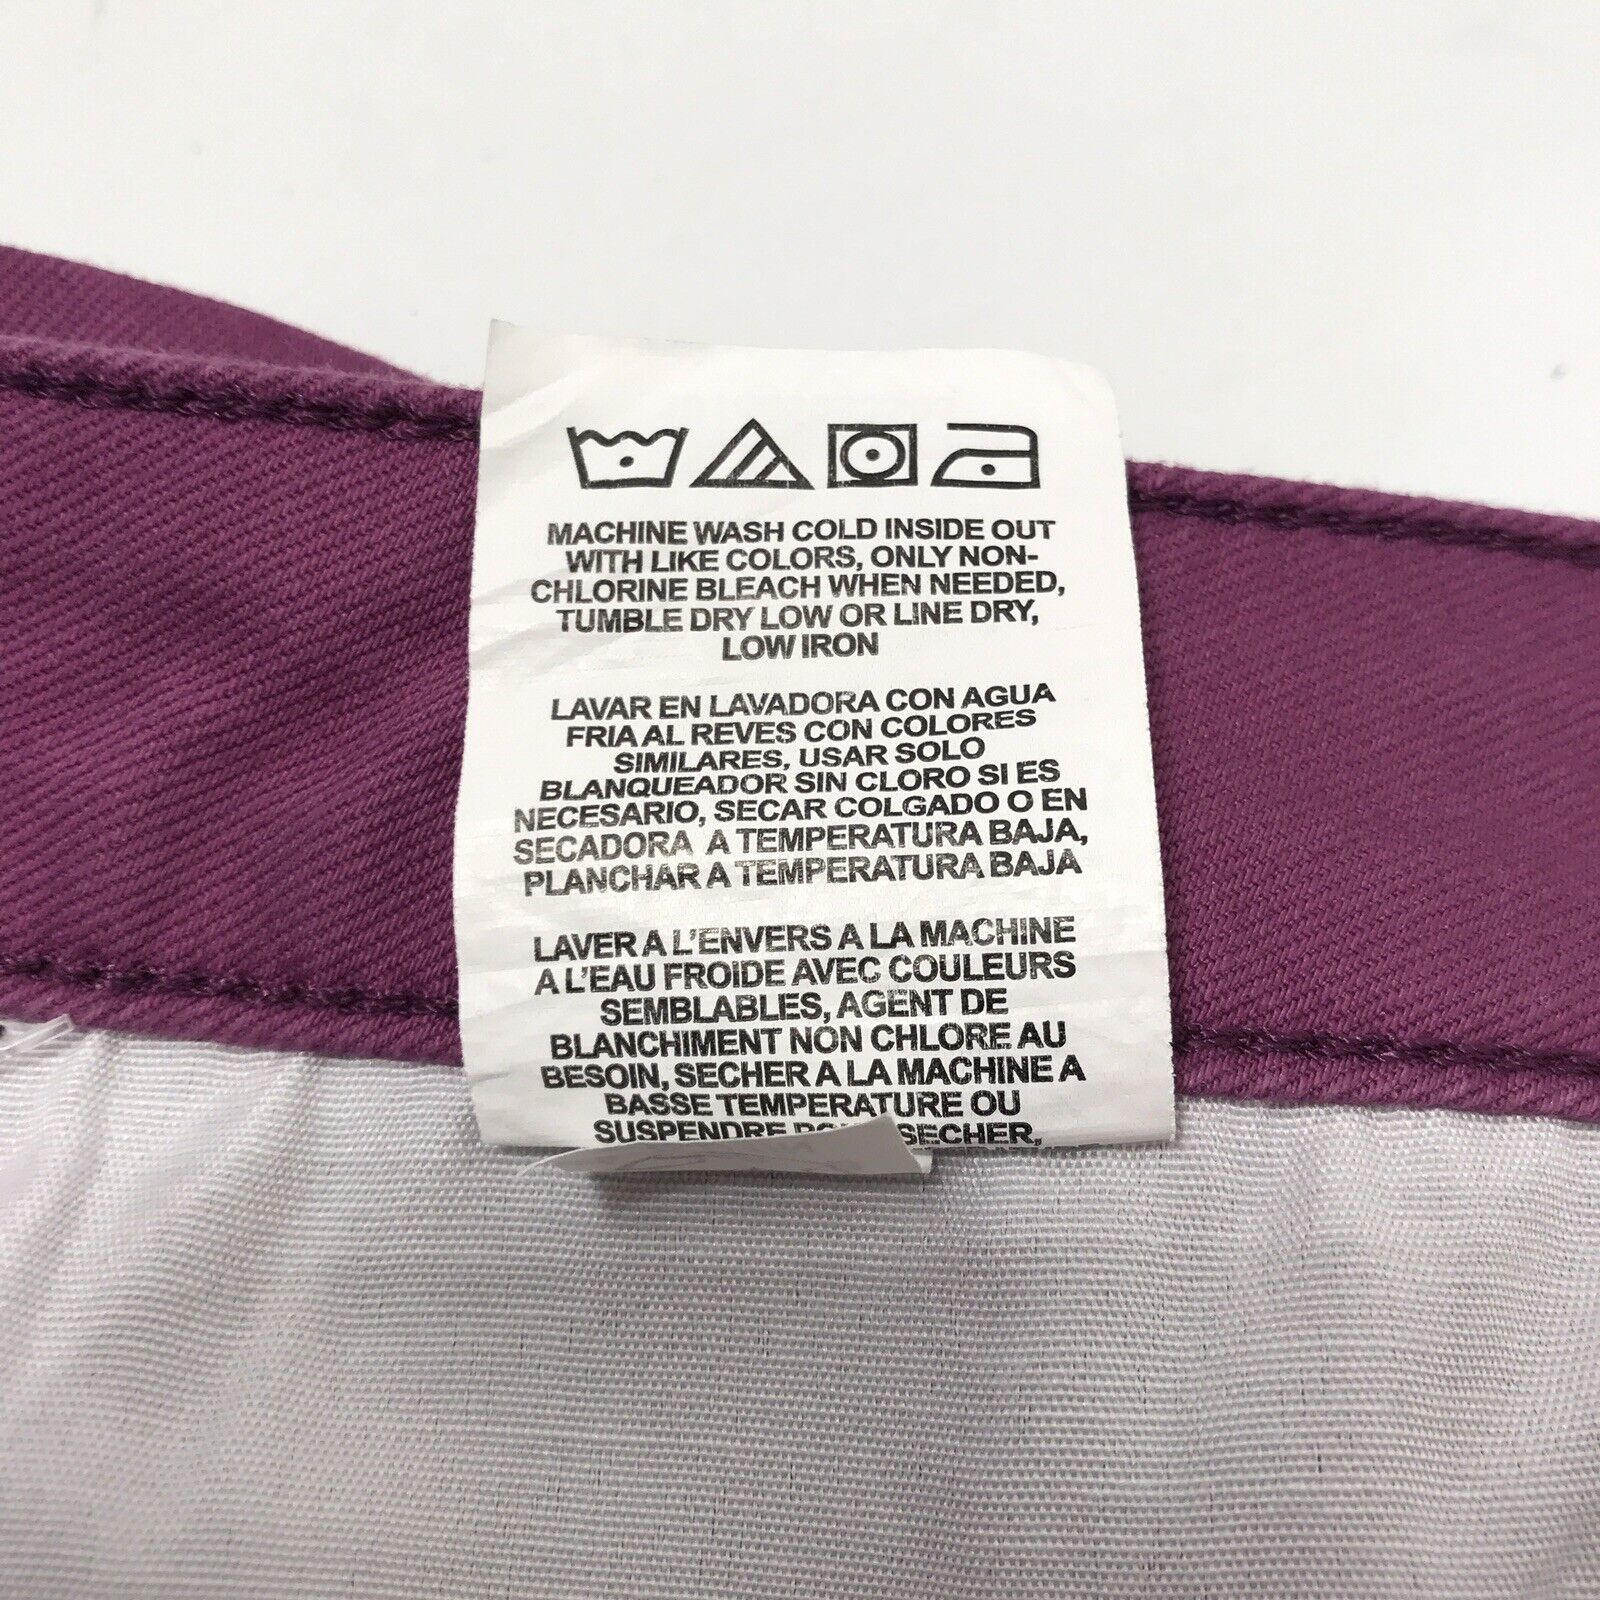 MACHINE WASH COLD INSIDE OUT
WITH LIKE COLORS, ONLY NON-
CHLORINE BLEACH WHEN NEEDED,
TUMBLE DRY LOW OR LINE DRY,
LOW IRON
LAVAR EN LAVADORA CON AGUA
FRIA AL REVES CON COLORES
SIMILARES, USAR SOLO
BLANQUEADOR SIN CLORO SI ES
NECESARIO, SECAR COLGADO O EN
SECADORA A TEMPERATURA BAJA,
PLANCHAR A TEMPERATURA BAJA
LAVER A L'ENVERS A LA MACHINE
A L'EAU FROIDE AVEC COULEURS
SEMBLABLES, AGENT DE
BLANCHIMENT NON CHLORE AU
BESOIN, SECHER A LA MACHINE A
BASSE TEMPERATURE OU
SUSPENDRE SECHER,